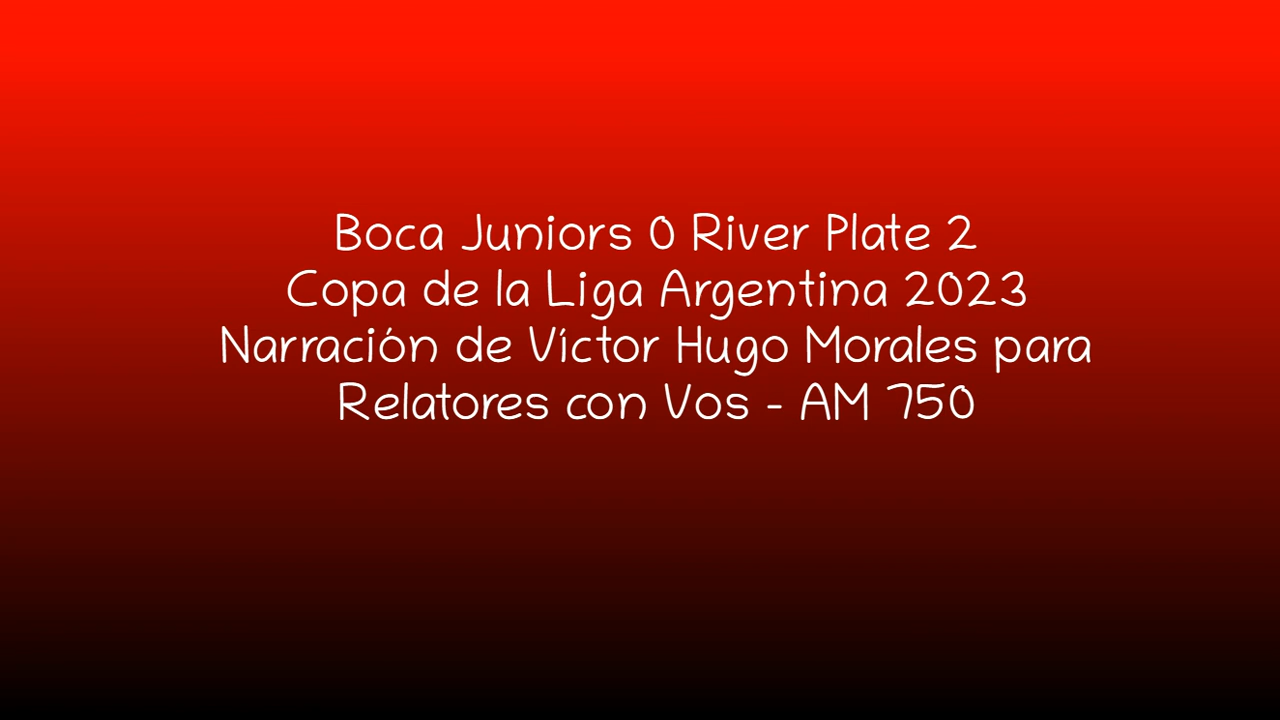 Boca Juniors 0 River Plate 2
Copa de la Liga Argentina 2023
Narración de Víctor Hugo Morales para
Relatores con Vos - AM 750